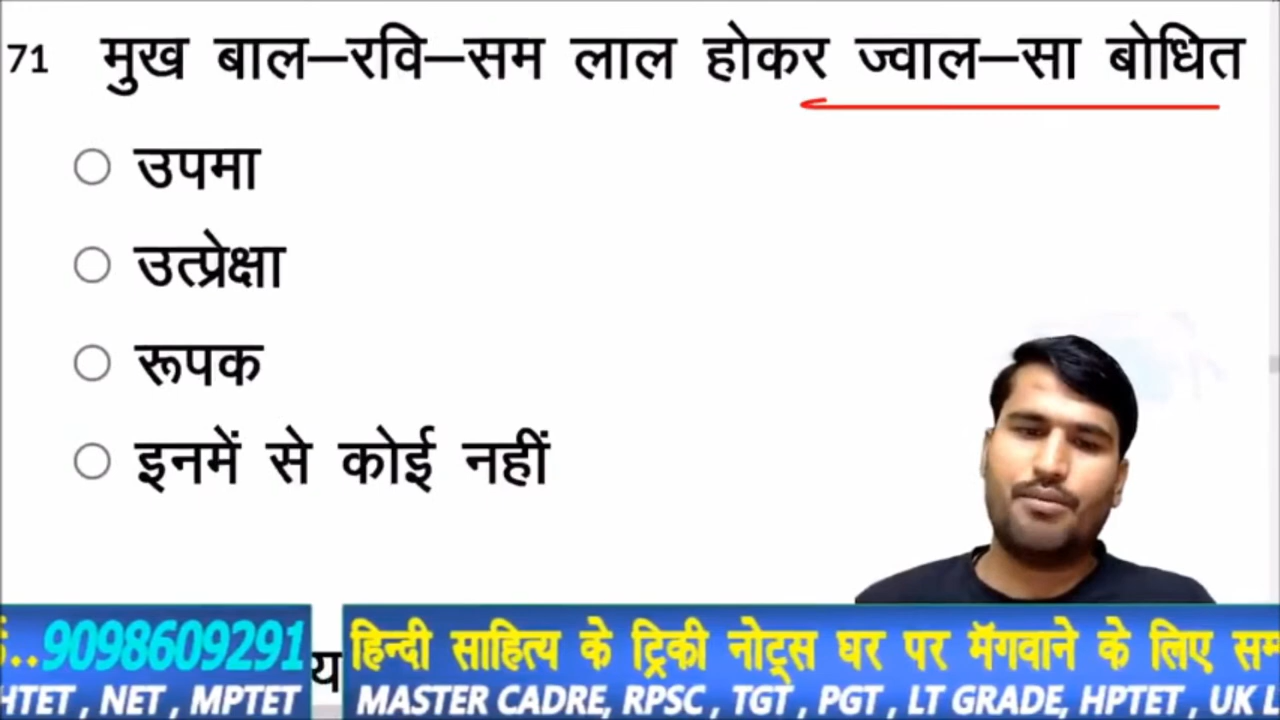 71 मुख बाल–रवि–सम लाल होकर ज्वाल–सा बोधित
उपमा
उत्प्रेक्षा
रूपक
इनमें से कोई नहीं
..9098609291 य हिन्दी साहित्य के ट्रिकी नोट्स घर पर मँगवाने के लिए सम
HTET , NET , MPTET MASTER CADRE, RPSC , TGT , PGT , LT GRADE, HPTET , UK L